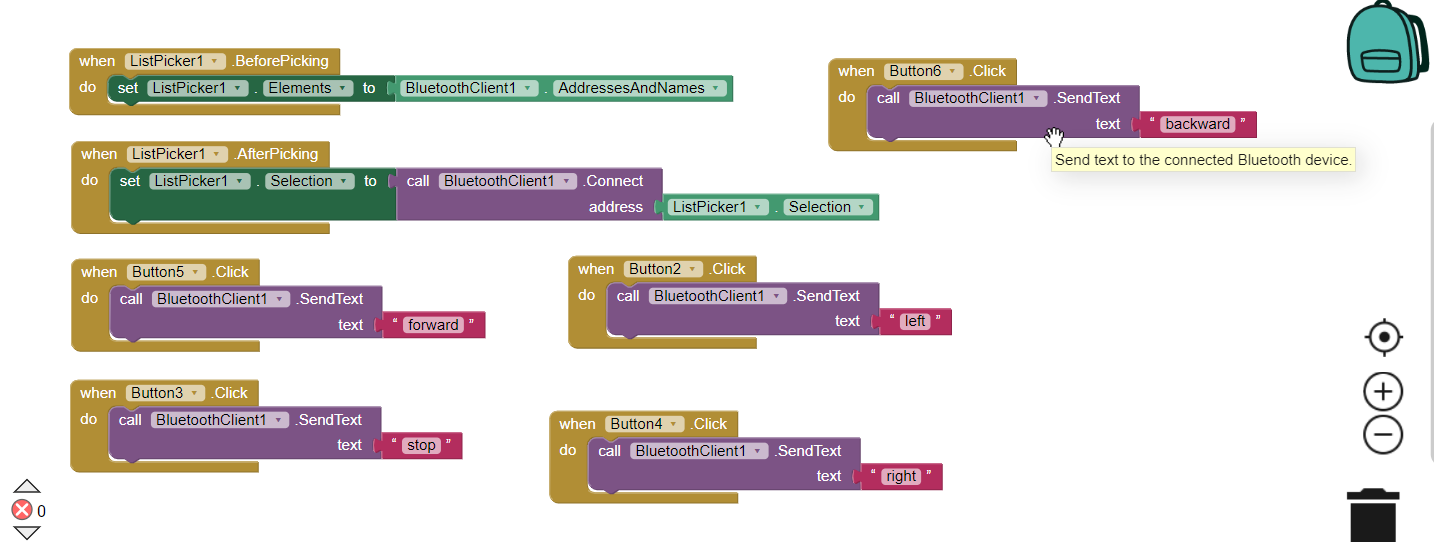 when ListPicker1 .BeforePicking
do set ListPicker1 . Elements to BluetoothClient1 . AddressesAndNames
when Button6 .Click
do call BluetoothClient1 .SendText
text “ backward ”
Send text to the connected Bluetooth device.
when ListPicker1 .AfterPicking
do set ListPicker1 . Selection to call BluetoothClient1 .Connect
address ListPicker1 . Selection
when Button5 .Click
do call BluetoothClient1 .SendText
text “ forward ”
when Button2 .Click
do call BluetoothClient1 .SendText
text “ left ”
when Button3 .Click
do call BluetoothClient1 .SendText
text “ stop ”
when Button4 .Click
do call BluetoothClient1 .SendText
text “ right ”
0